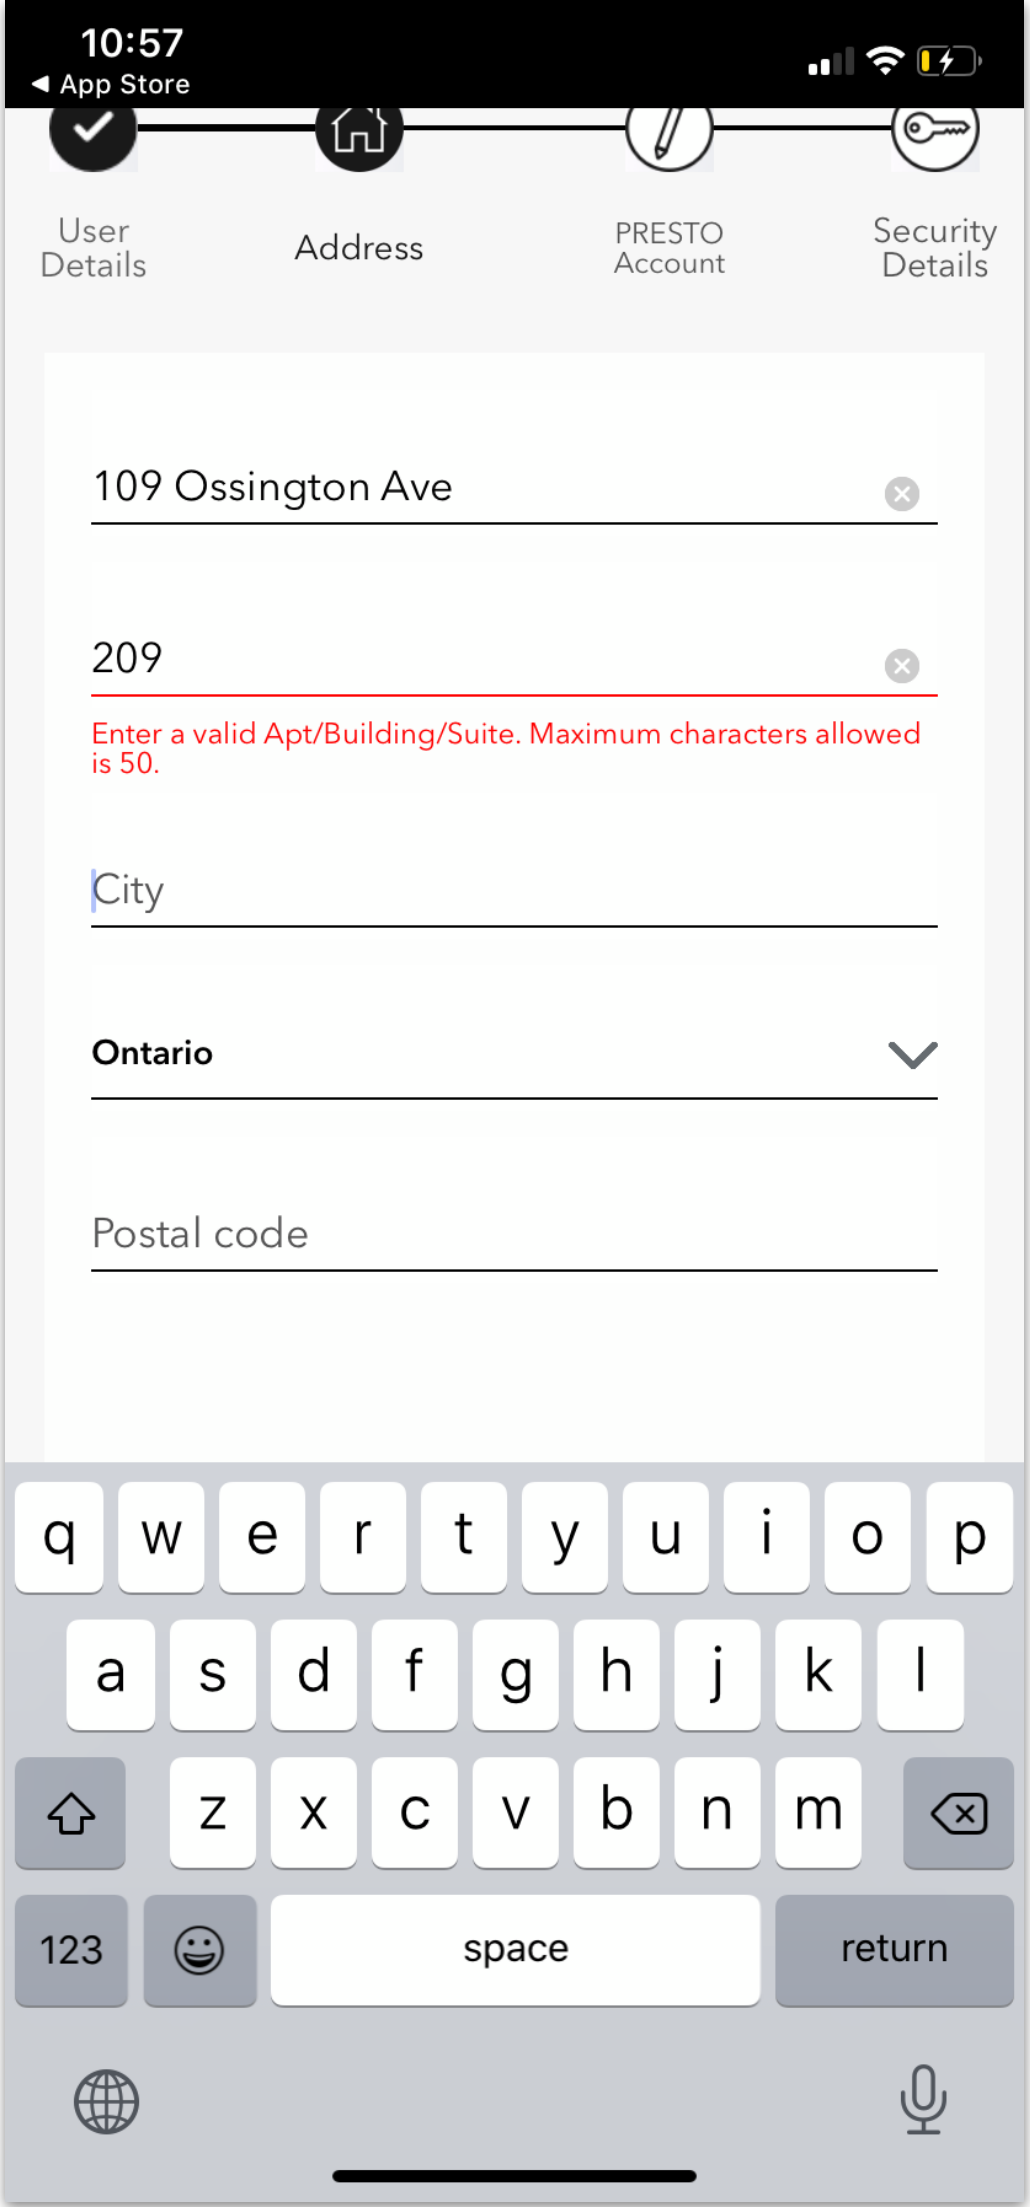 10:57
◀ App Store
User
Details
Address
PRESTO
Account
Security
Details
109 Ossington Ave
209
Enter a valid Apt/Building/Suite. Maximum characters allowed
is 50.
City
Ontario
Postal code
q w e r t y u i o p
a s d f g h j k l
z x c v b n m
123 space return